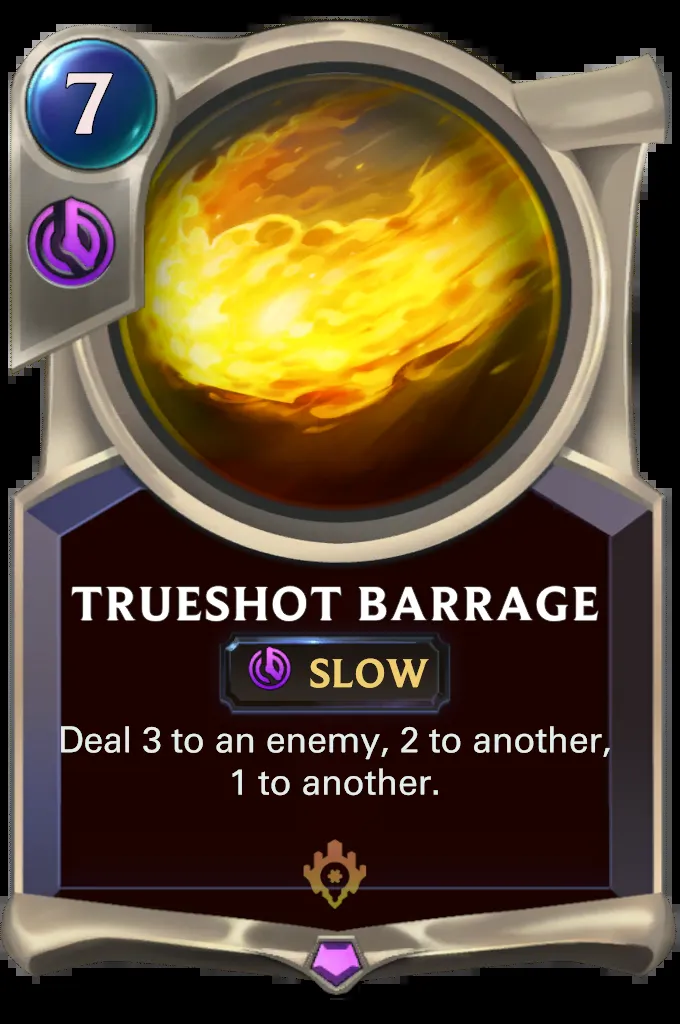 7
TRUESHOT BARRAGE
SLOW
Deal 3 to an enemy, 2 to another,
1 to another.